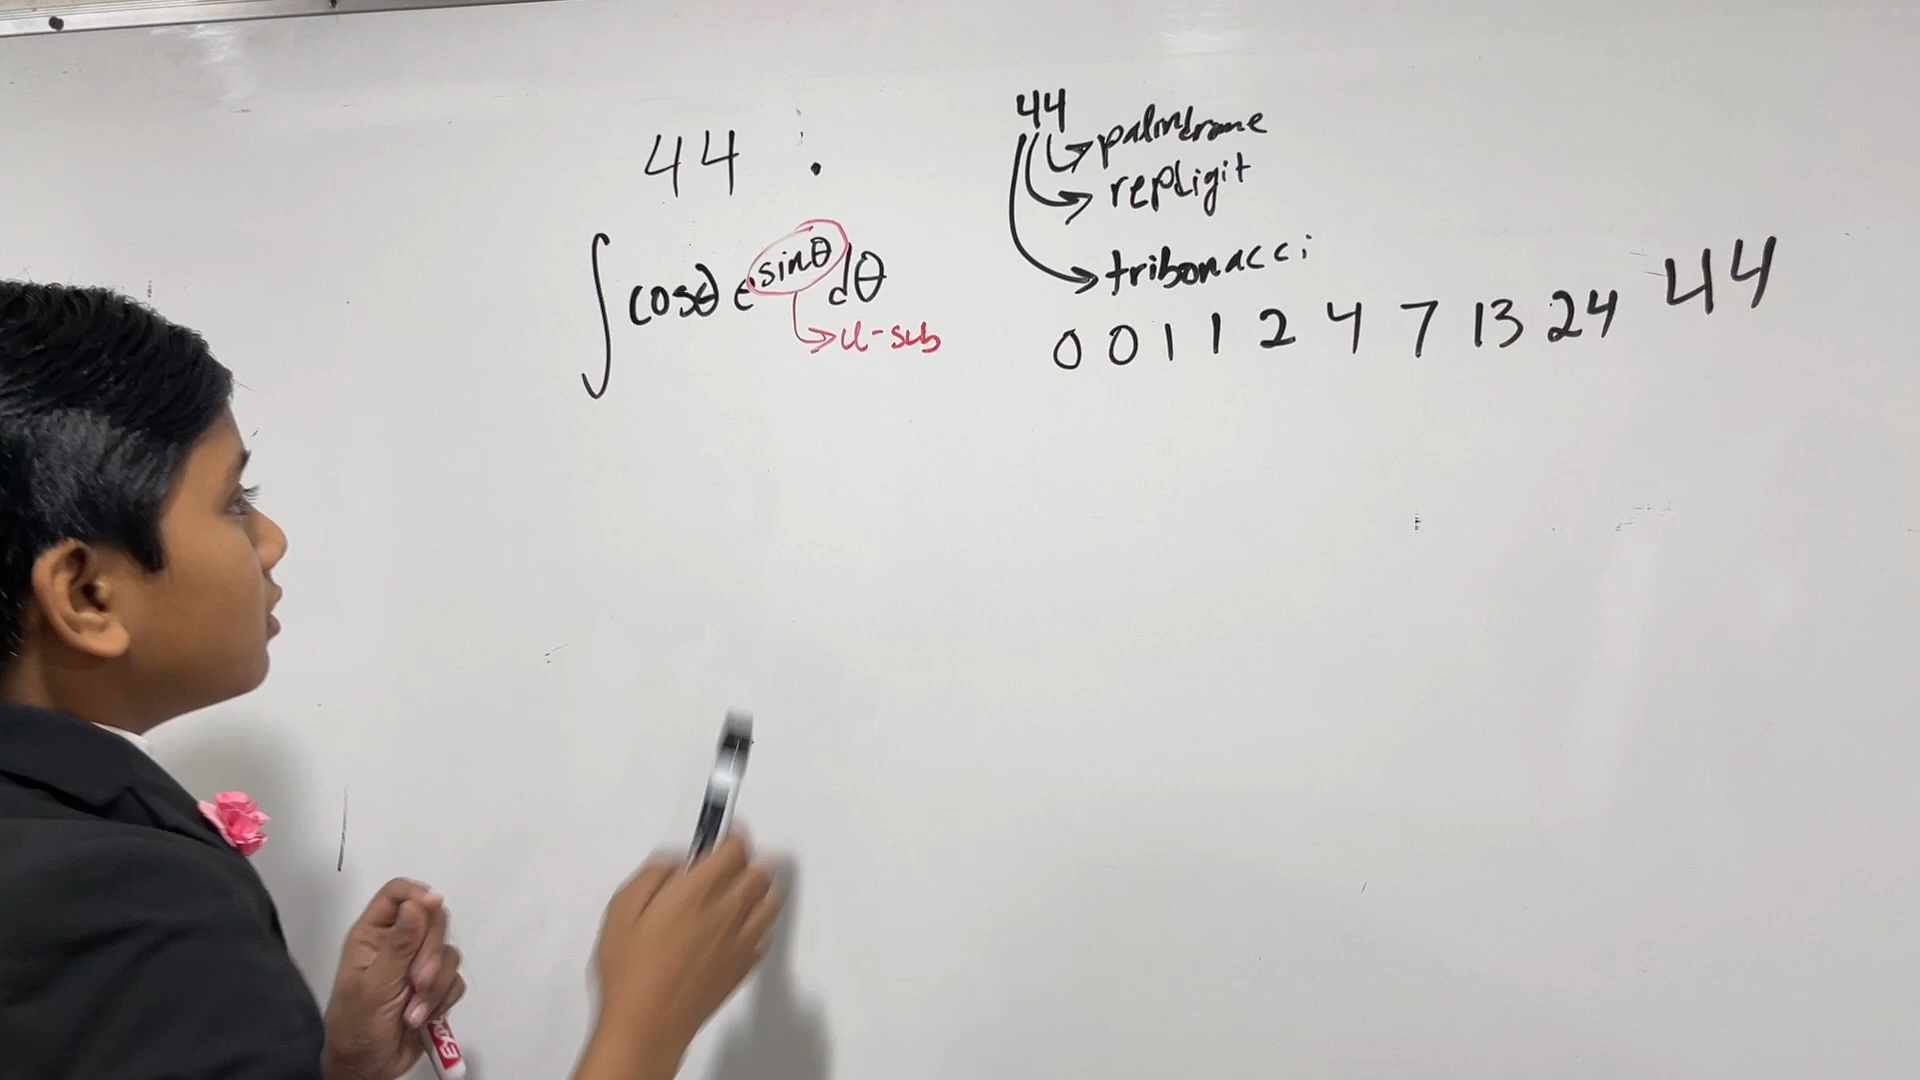 44 .
∫ cosθ e^sinθ dθ
u-sub
44
palindrome
repdigit
tribonacci
0 0 1 1 2 4 7 13 24 44
EXP